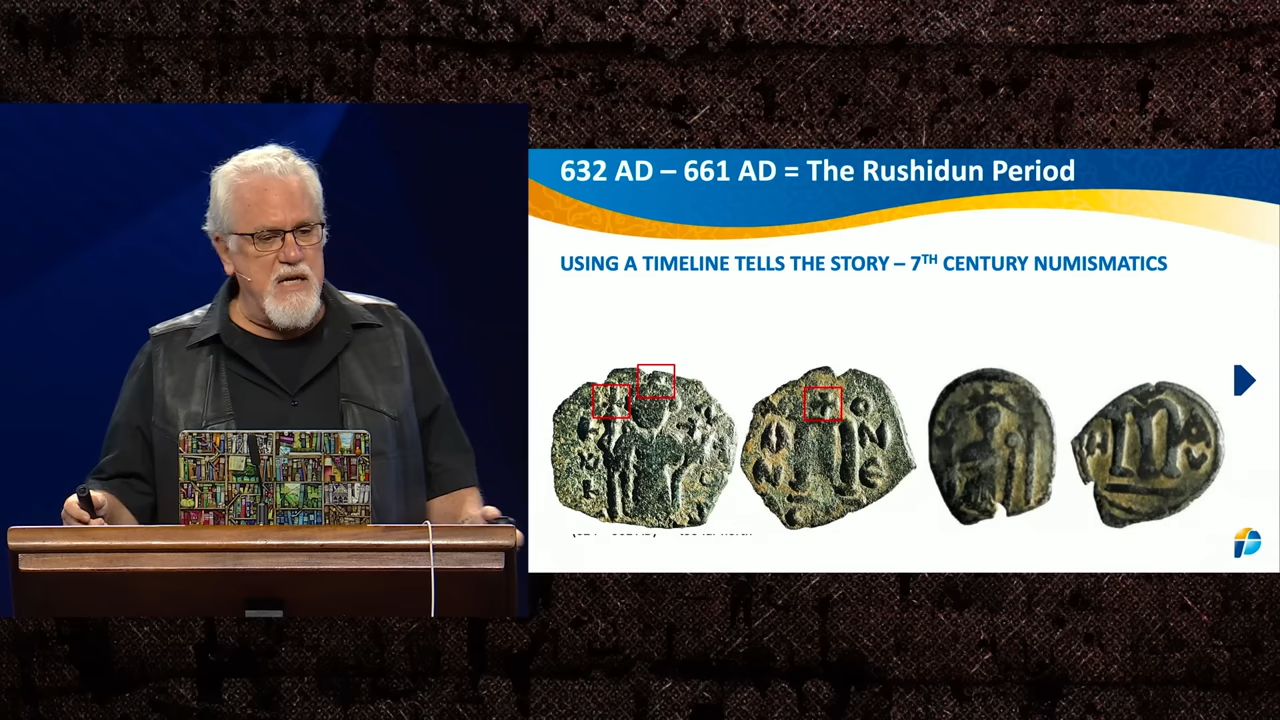 632 AD – 661 AD = The Rushidun Period
USING A TIMELINE TELLS THE STORY – 7TH CENTURY NUMISMATICS